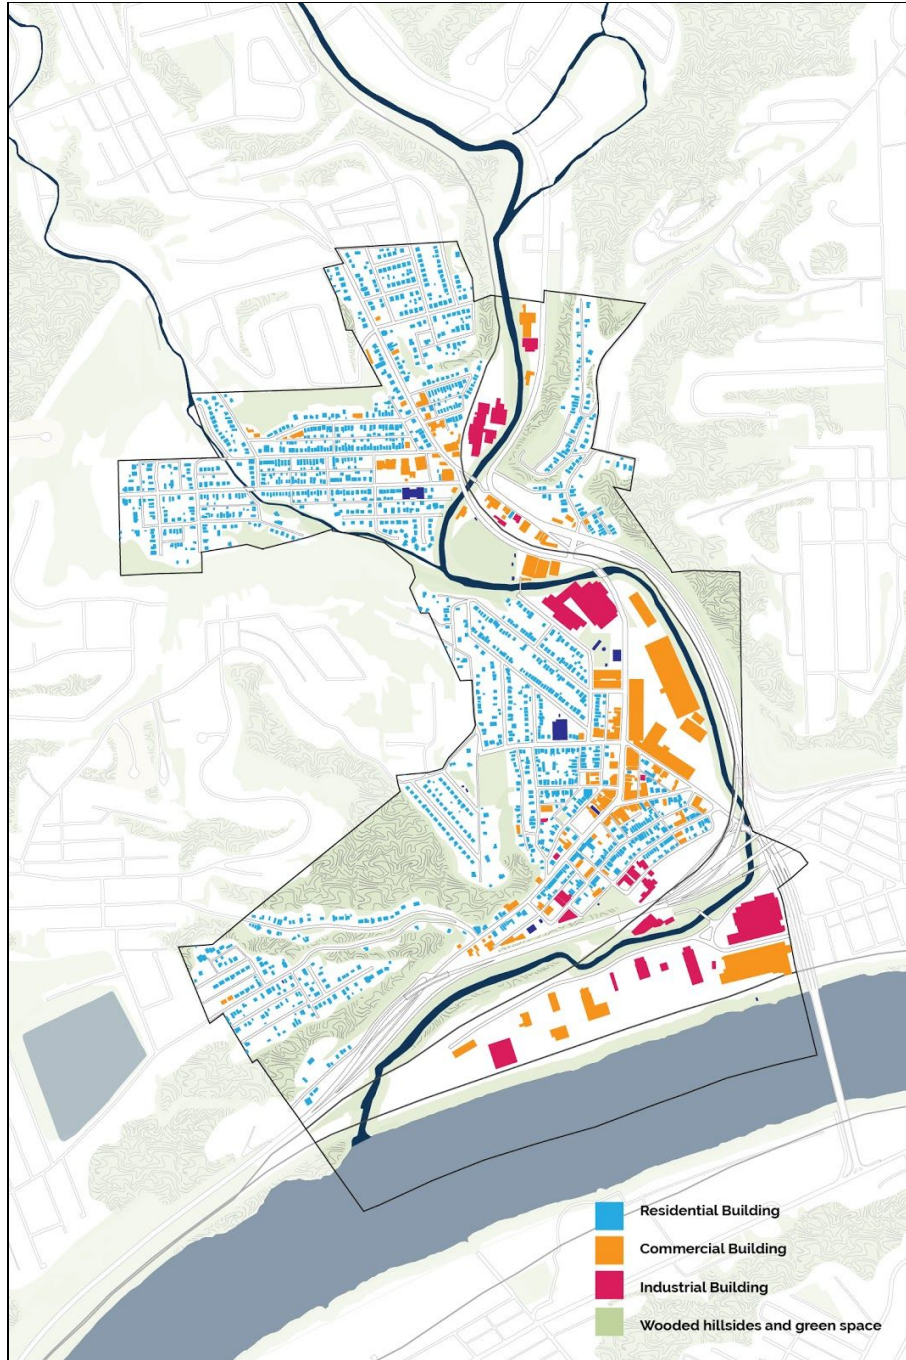 Residential Building
Commercial Building
Industrial Building
Wooded hillsides and green space